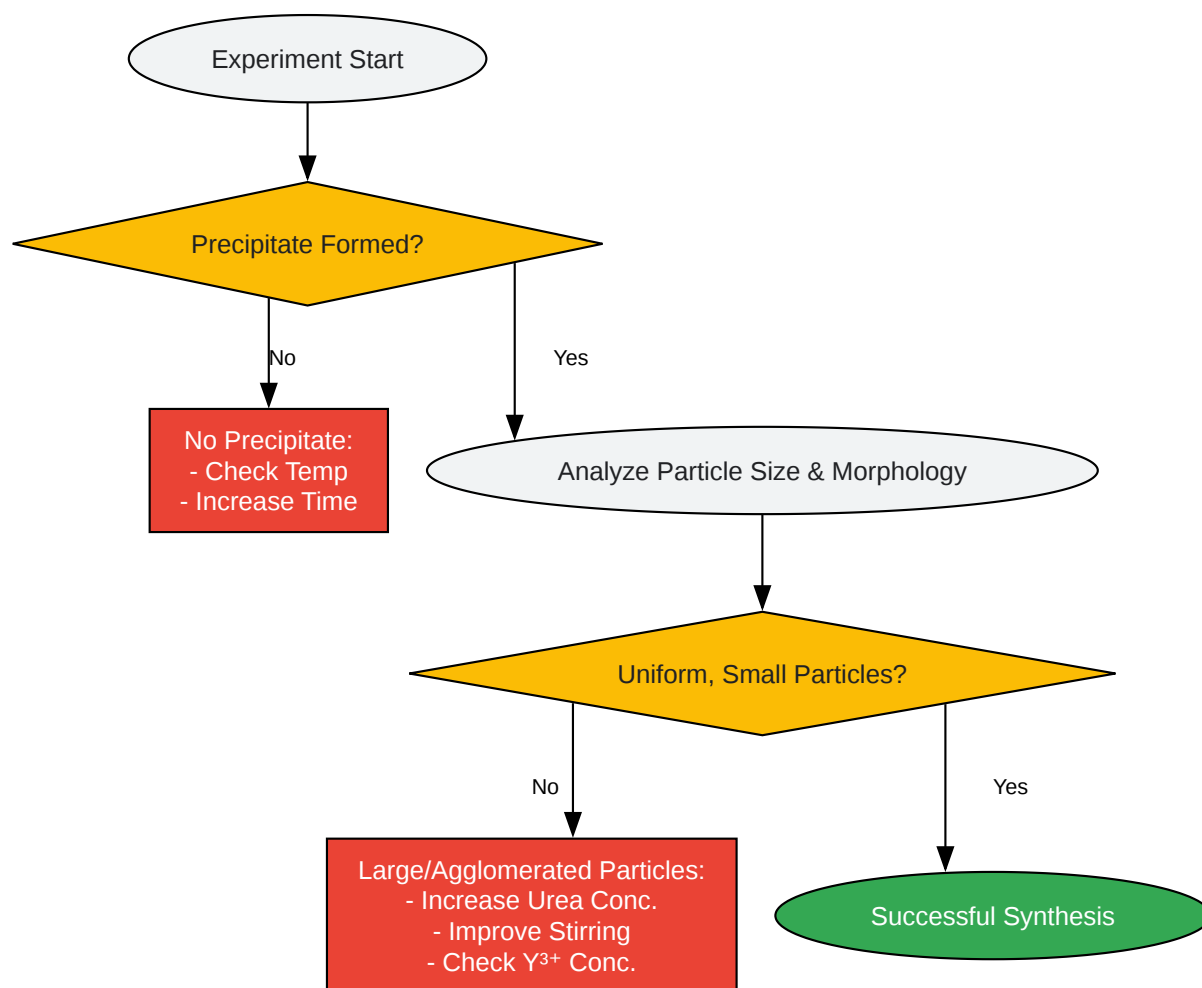 Experiment Start
Precipitate Formed?
No
Yes
No Precipitate:
- Check Temp
- Increase Time
Analyze Particle Size & Morphology
Uniform, Small Particles?
No
Yes
Large/Agglomerated Particles:
- Increase Urea Conc.
- Improve Stirring
- Check Y³⁺ Conc.
Successful Synthesis